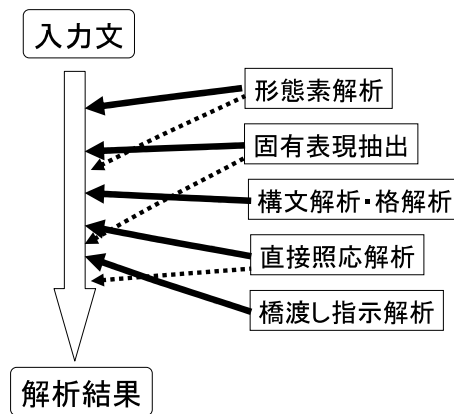 入力文
形態素解析
固有表現抽出
構文解析・格解析
直接照応解析
橋渡し指示解析
解析結果